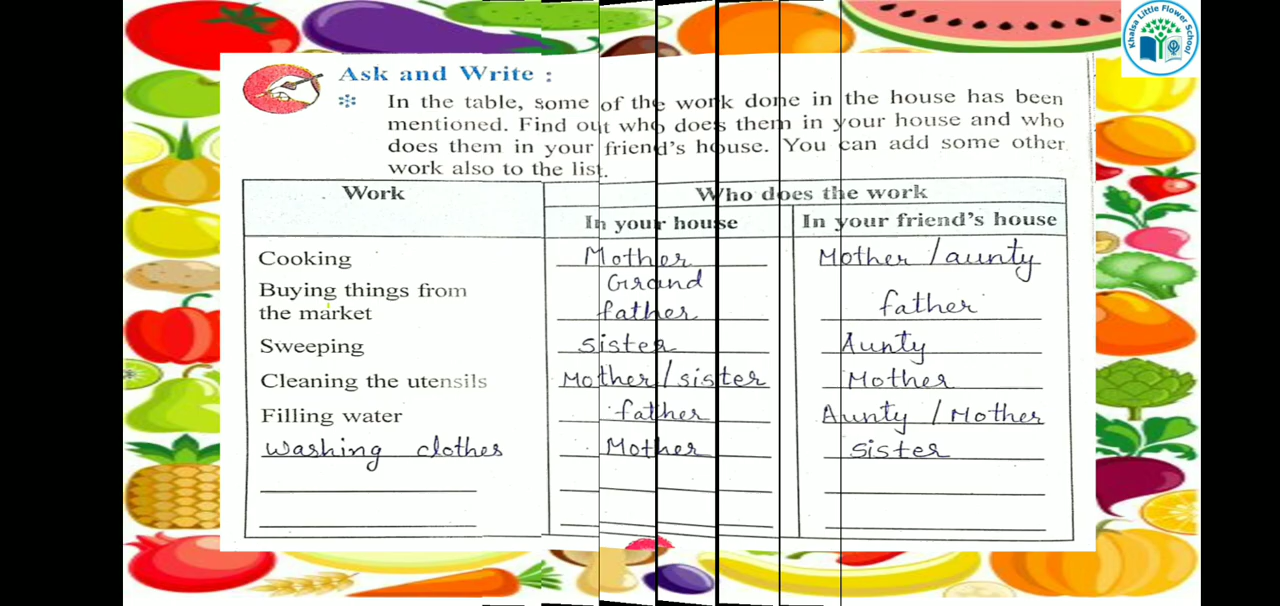 Khalsa Little Flower School
Ask and Write :
In the table, some of the work done in the house has been
mentioned. Find out who does them in your house and who
does them in your friend's house. You can add some other
work also to the list.
Work Who does the work
In your house In your friend's house
Cooking Mother Mother / aunty
Buying things from Grand
the market father father
Sweeping sister Aunty
Cleaning the utensils Mother / sister Mother
Filling water father Aunty / Mother
Washing clothes Mother sister